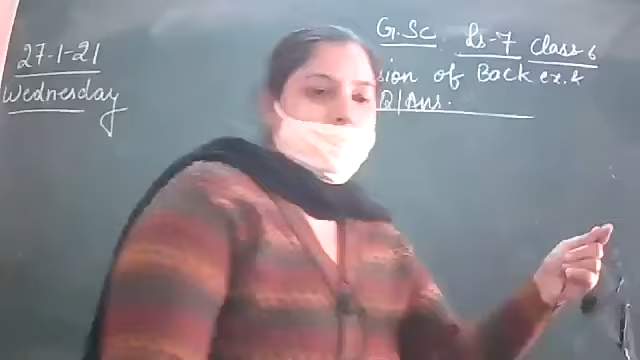 27-1-21
Wednesday
G.Sc Ls-7 Class 6
sion of Back ex. &
Q/Ans.